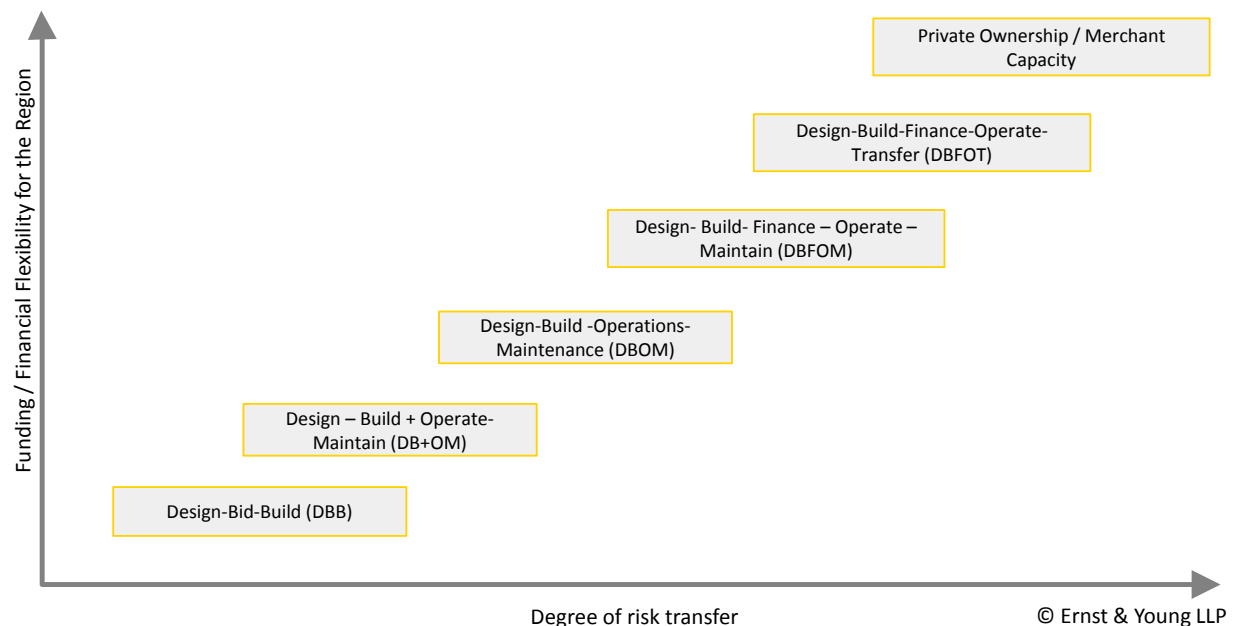 Private Ownership / Merchant
Capacity
Design-Build-Finance-Operate-
Transfer (DBFOT)
Design- Build- Finance – Operate –
Maintain (DBFOM)
Design-Build -Operations-
Maintenance (DBOM)
Design – Build + Operate-
Maintain (DB+OM)
Design-Bid-Build (DBB)
Funding / Financial Flexibility for the Region
Degree of risk transfer
© Ernst & Young LLP